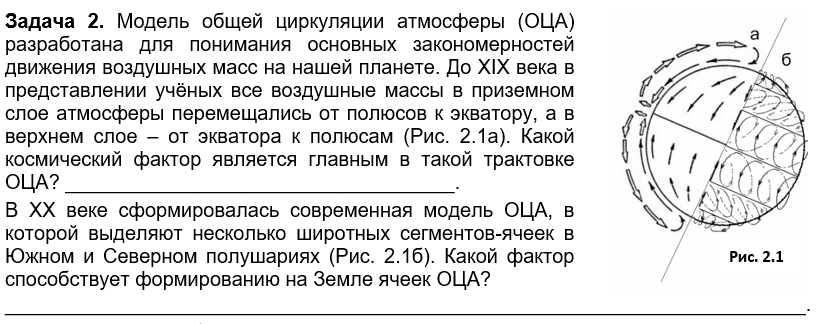 Задача 2. Модель общей циркуляции атмосферы (ОЦА)
разработана для понимания основных закономерностей
движения воздушных масс на нашей планете. До XIX века в
представлении учёных все воздушные массы в приземном
слое атмосферы перемещались от полюсов к экватору, а в
верхнем слое – от экватора к полюсам (Рис. 2.1а). Какой
космический фактор является главным в такой трактовке
ОЦА? ___________________________________.
В XX веке сформировалась современная модель ОЦА, в
которой выделяют несколько широтных сегментов-ячеек в
Южном и Северном полушариях (Рис. 2.1б). Какой фактор
способствует формированию на Земле ячеек ОЦА?
_________________________________________________________________________.
а
б
Рис. 2.1